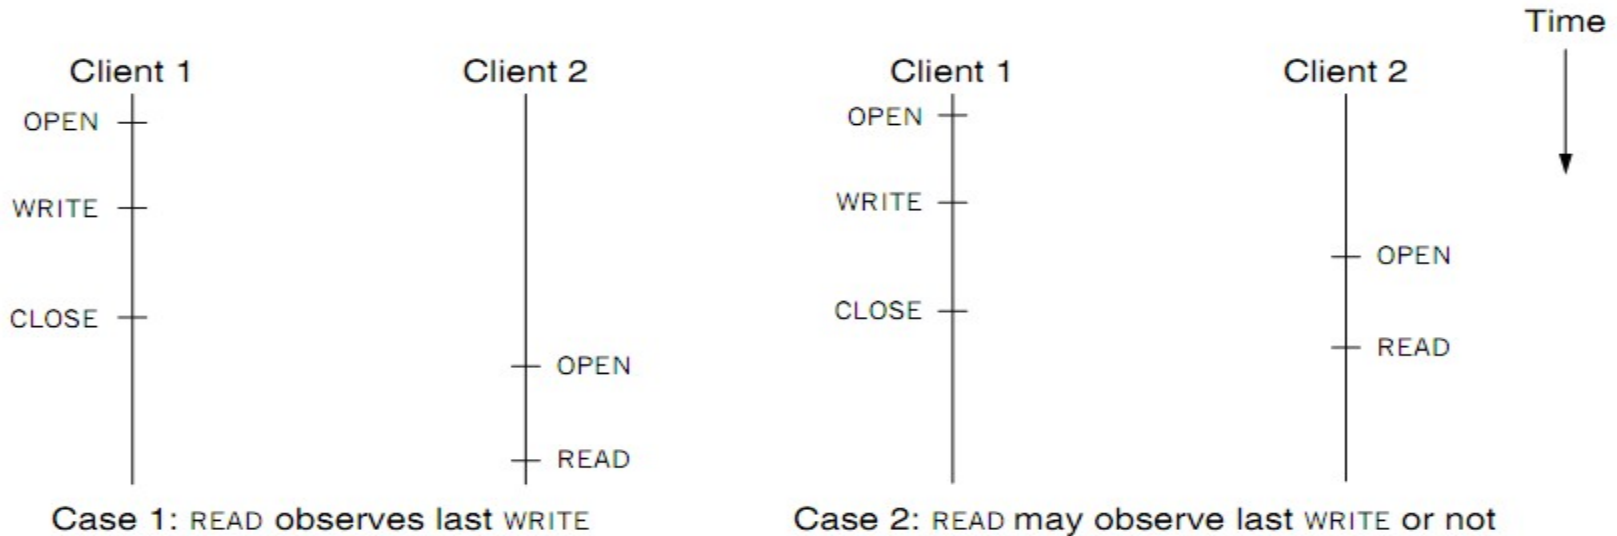 Time
Client 1
Client 2
OPEN
WRITE
CLOSE
OPEN
READ
Case 1: READ observes last WRITE
Client 1
Client 2
OPEN
WRITE
OPEN
CLOSE
READ
Case 2: READ may observe last WRITE or not